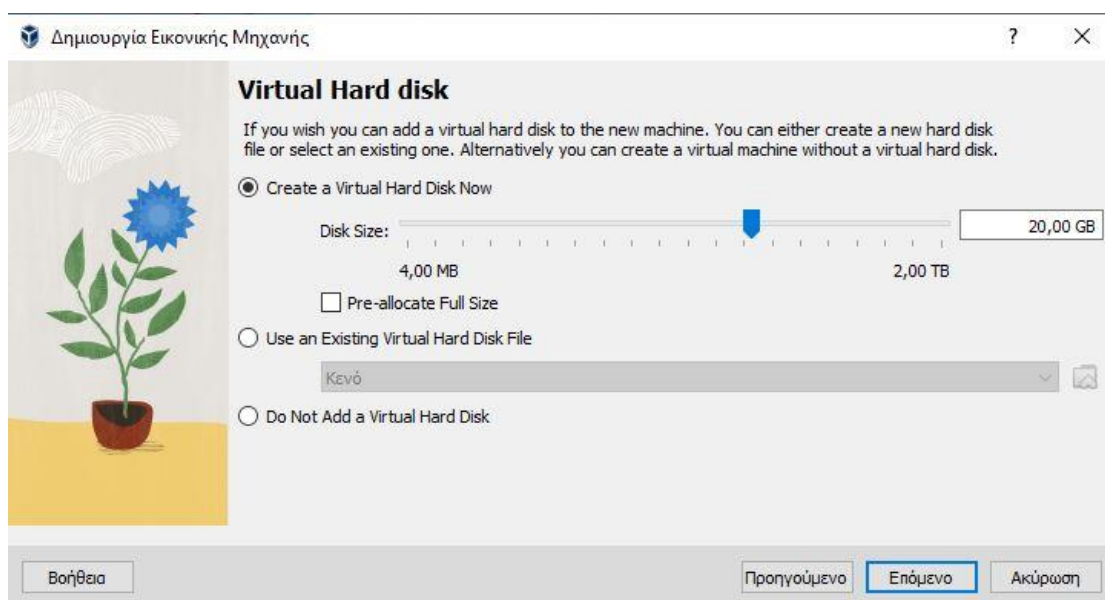 Δημιουργία Εικονικής Μηχανής
?
Virtual Hard disk
If you wish you can add a virtual hard disk to the new machine. You can either create a new hard disk
file or select an existing one. Alternatively you can create a virtual machine without a virtual hard disk.
Create a Virtual Hard Disk Now
Disk Size: 20,00 GB
4,00 MB 2,00 TB
Pre-allocate Full Size
Use an Existing Virtual Hard Disk File
Κενό
Do Not Add a Virtual Hard Disk
Βοήθεια Προηγούμενο Επόμενο Ακύρωση